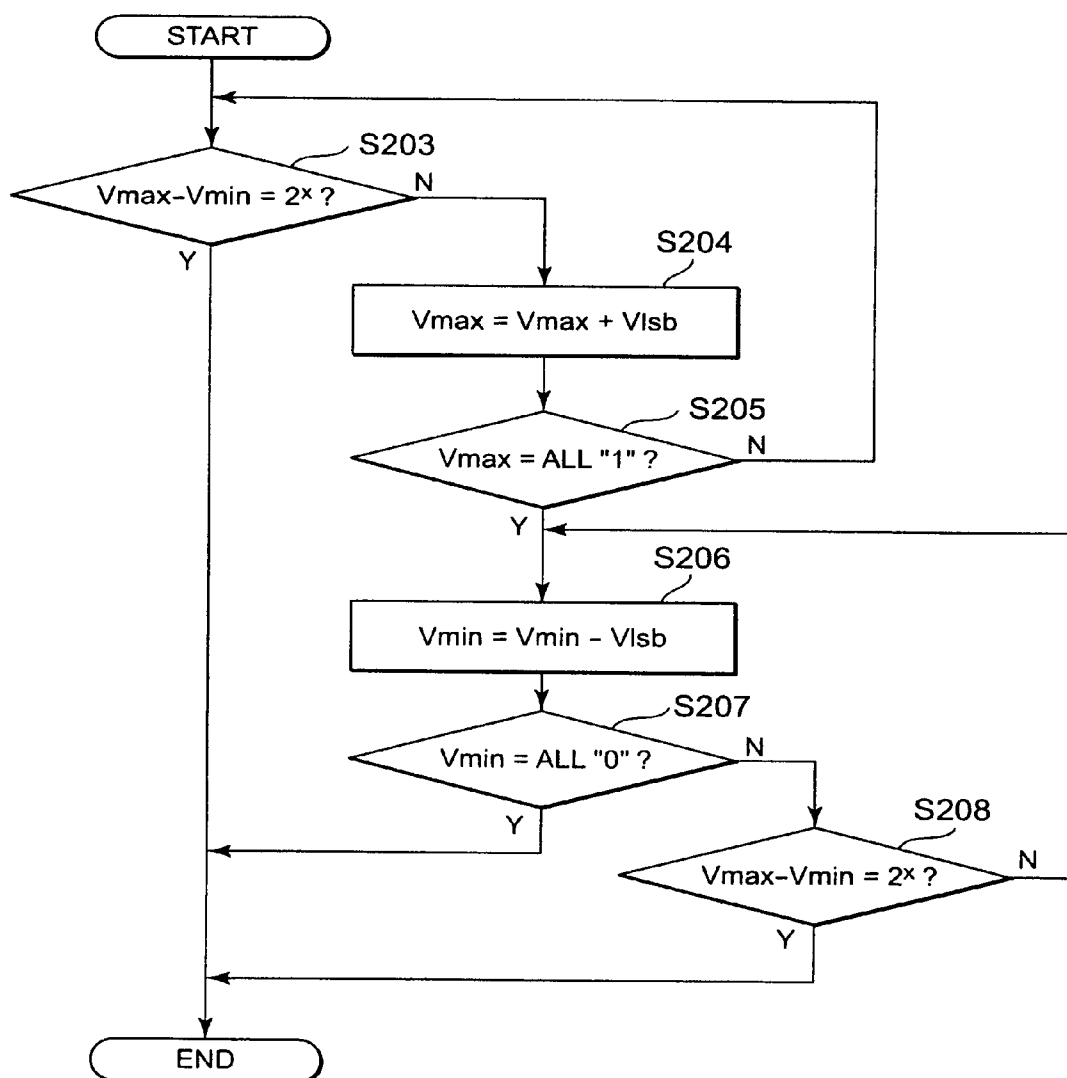 START
S203
Vmax-Vmin = 2ˣ ?
N
Y
S204
Vmax = Vmax + Vlsb
S205
Vmax = ALL "1" ?
N
Y
S206
Vmin = Vmin - Vlsb
S207
Vmin = ALL "0" ?
N
Y
S208
Vmax-Vmin = 2ˣ ?
N
Y
END